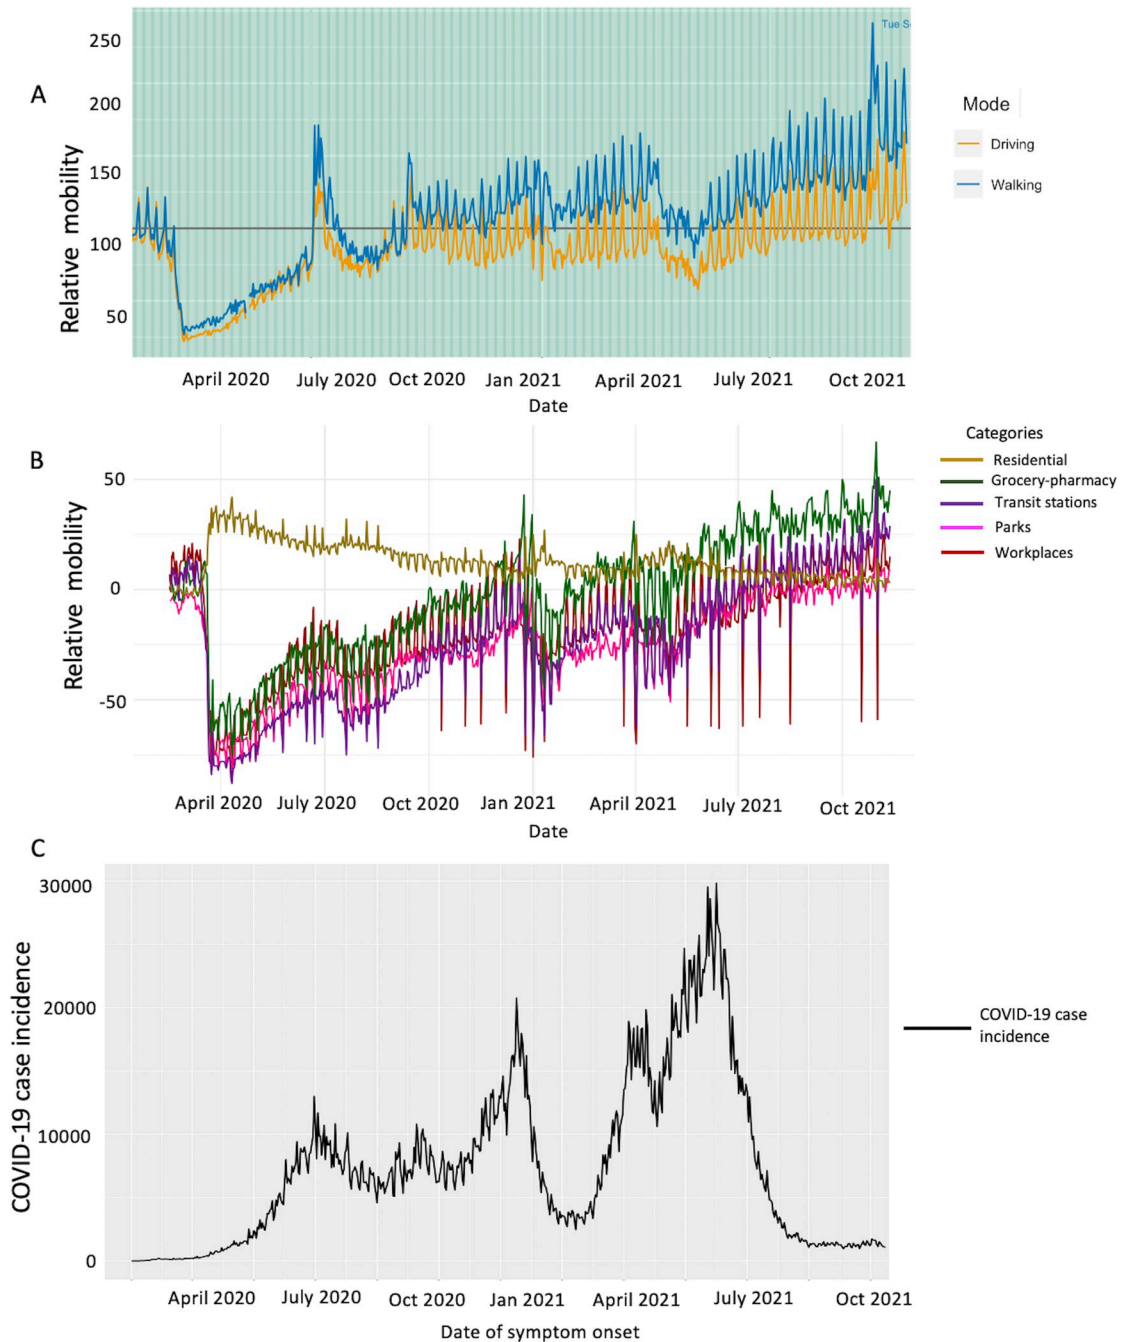 A
Relative mobility
250
200
150
100
50
Tue Se
Mode
Driving
Walking
April 2020 July 2020 Oct 2020 Jan 2021 April 2021 July 2021 Oct 2021
Date
B
Relative mobility
50
0
-50
Categories
Residential
Grocery-pharmacy
Transit stations
Parks
Workplaces
April 2020 July 2020 Oct 2020 Jan 2021 April 2021 July 2021 Oct 2021
Date
C
COVID-19 case incidence
30000
20000
10000
0
COVID-19 case
incidence
April 2020 July 2020 Oct 2020 Jan 2021 April 2021 July 2021 Oct 2021
Date of symptom onset